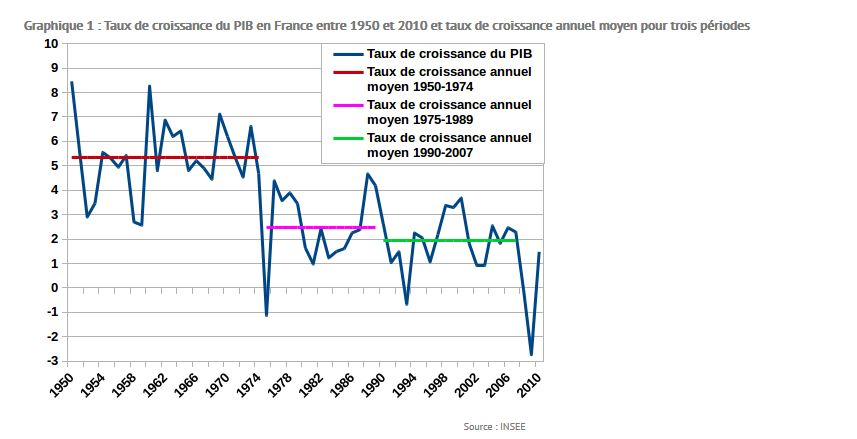 Graphique 1 : Taux de croissance du PIB en France entre 1950 et 2010 et taux de croissance annuel moyen pour trois périodes
10
9
8
7
6
5
4
3
2
1
0
-1
-2
-3
Taux de croissance du PIB
Taux de croissance annuel
moyen 1950-1974
Taux de croissance annuel
moyen 1975-1989
Taux de croissance annuel
moyen 1990-2007
1950 1954 1958 1962 1966 1970 1974 1978 1982 1986 1990 1994 1998 2002 2006 2010
Source : INSEE